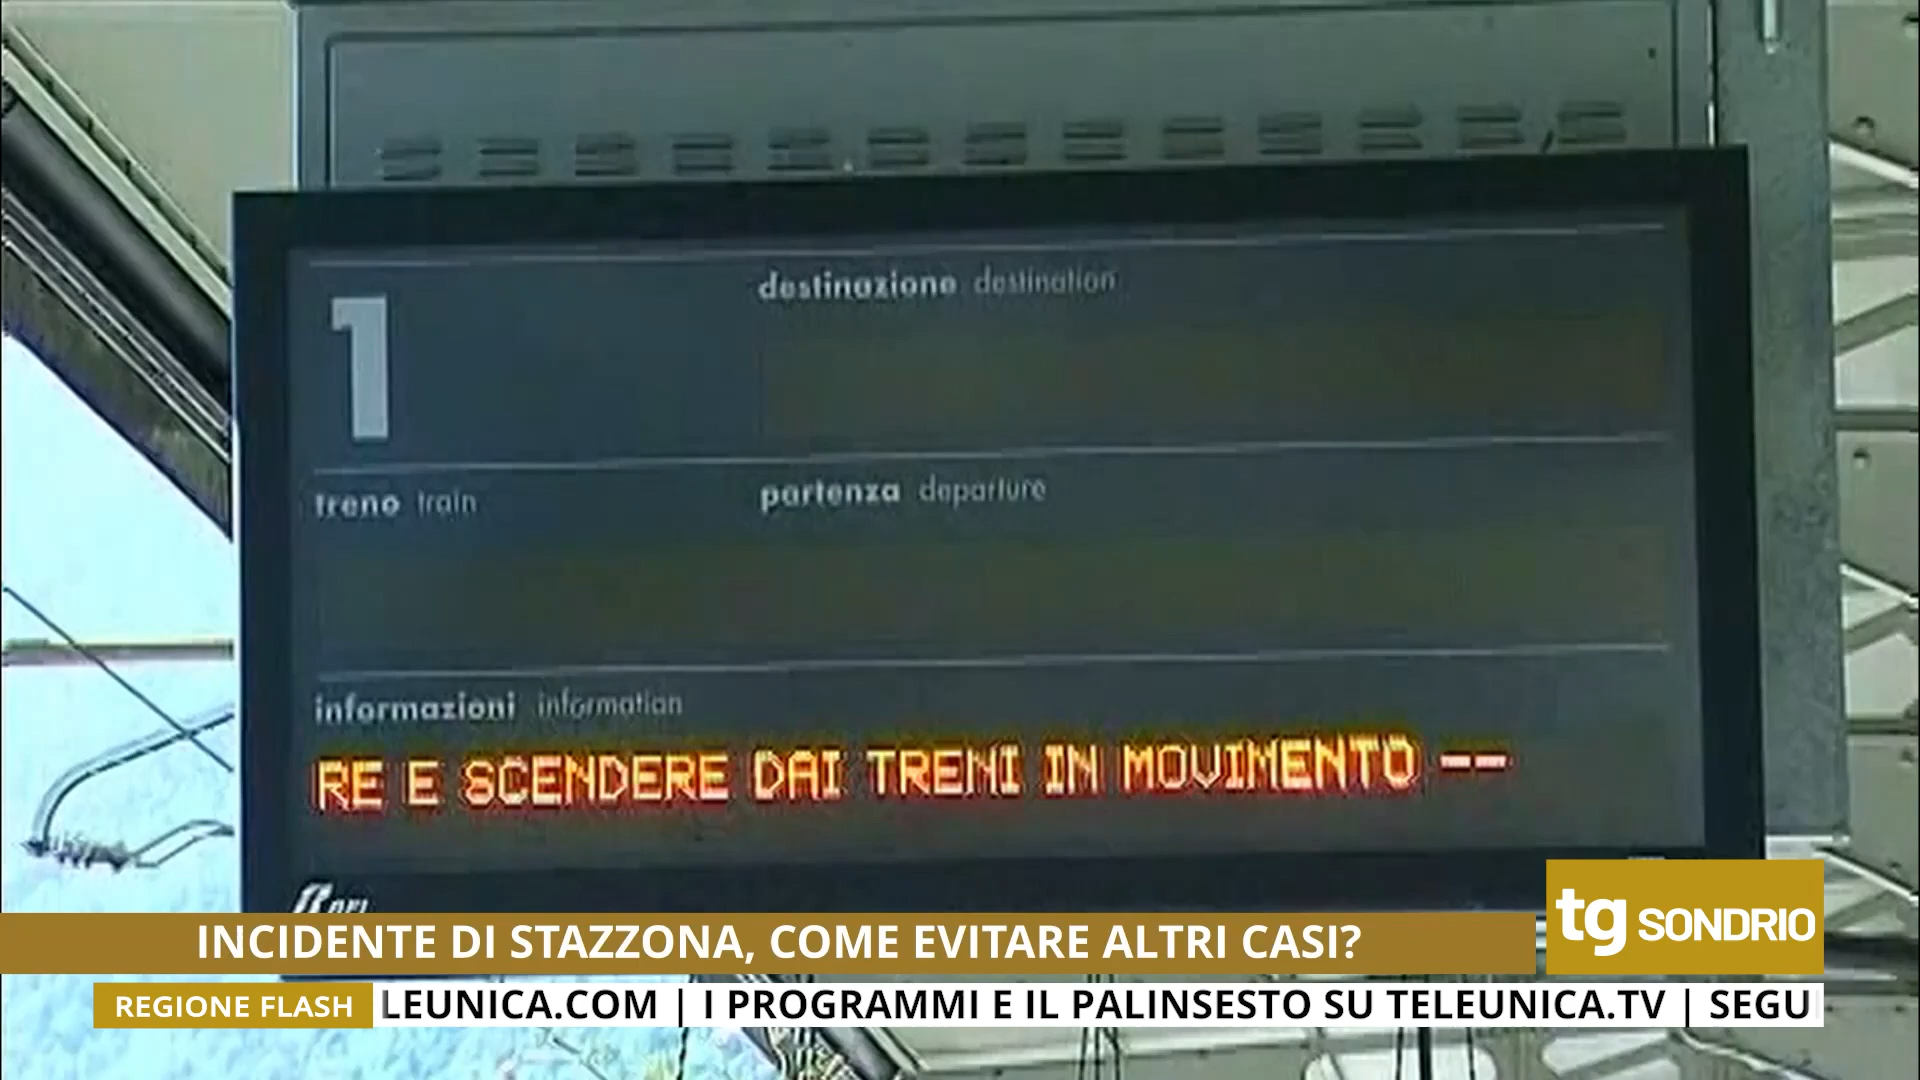 1
destinazione destination
treno train
partenza departure
informazioni information
RE E SCENDERE DAI TRENI IN MOVIMENTO --
INCIDENTE DI STAZZONA, COME EVITARE ALTRI CASI?
tg SONDRIO
REGIONE FLASH
LEUNICA.COM | I PROGRAMMI E IL PALINSESTO SU TELEUNICA.TV | SEGU